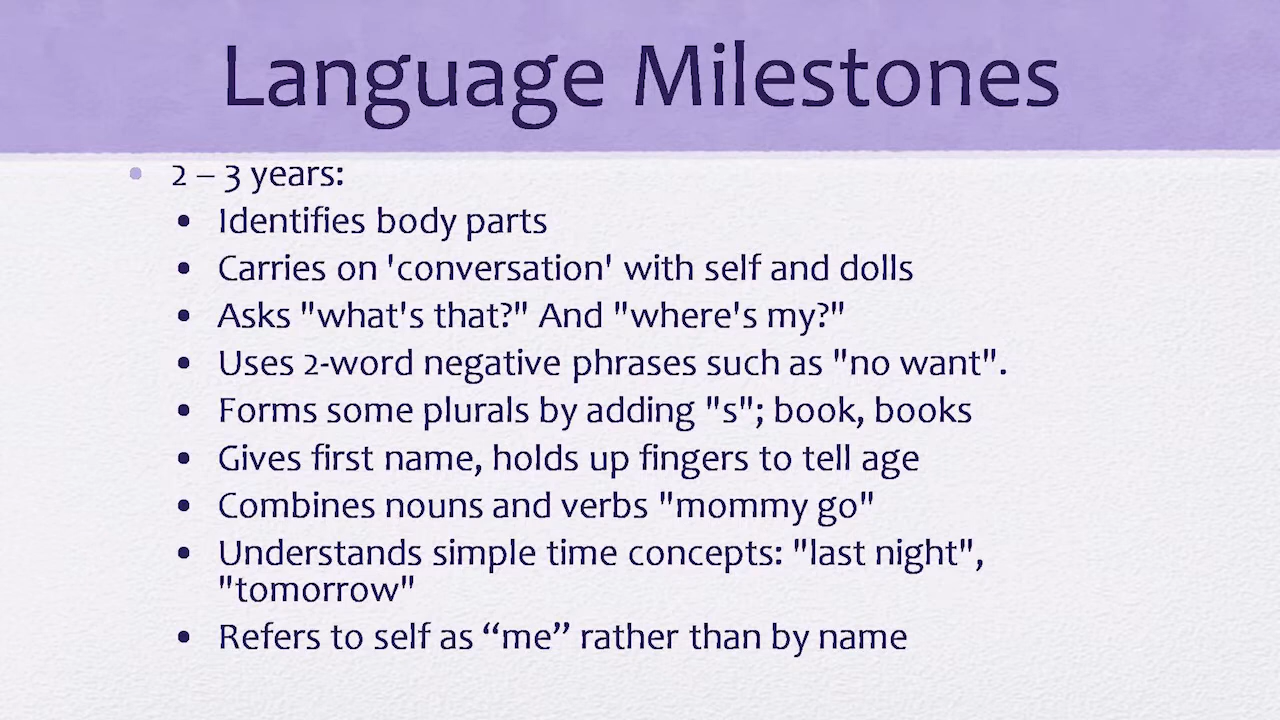 Language Milestones
• 2 – 3 years:
• Identifies body parts
• Carries on 'conversation' with self and dolls
• Asks "what's that?" And "where's my?"
• Uses 2-word negative phrases such as "no want".
• Forms some plurals by adding "s"; book, books
• Gives first name, holds up fingers to tell age
• Combines nouns and verbs "mommy go"
• Understands simple time concepts: "last night",
"tomorrow"
• Refers to self as “me” rather than by name